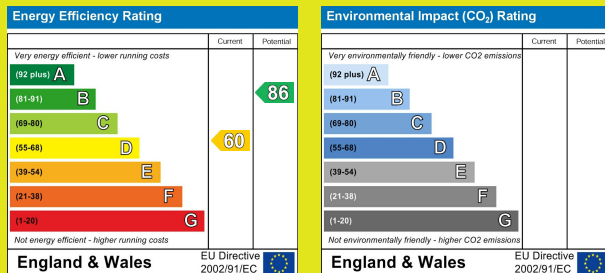 Energy Efficiency Rating
Current Potential
Very energy efficient - lower running costs
(92 plus) A
(81-91) B
(69-80) C
(55-68) D
(39-54) E
(21-38) F
(1-20) G
86
60
Not energy efficient - higher running costs
England & Wales
EU Directive
2002/91/EC
Environmental Impact (CO₂) Rating
Current Potential
Very environmentally friendly - lower CO2 emissions
(92 plus) A
(81-91) B
(69-80) C
(55-68) D
(39-54) E
(21-38) F
(1-20) G
Not environmentally friendly - higher CO2 emissions
England & Wales
EU Directive
2002/91/EC